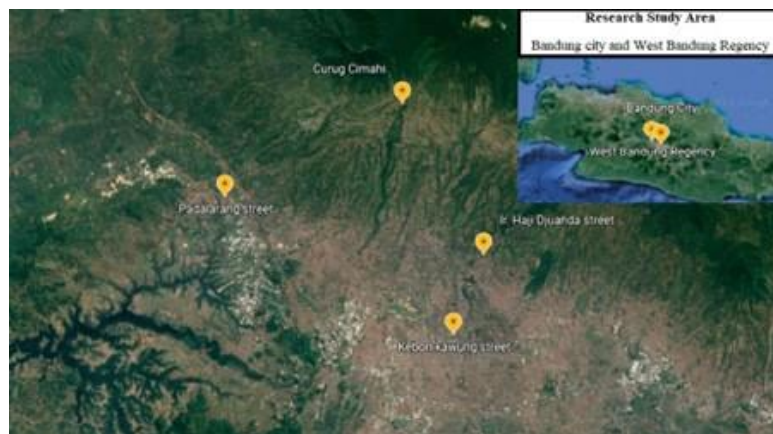 Research Study Area
Bandung city and West Bandung Regency
Curug Cimahi
Bandung City
West Bandung Regency
Padalarang street
Ir. Haji Djuanda street
Kebon kawung street